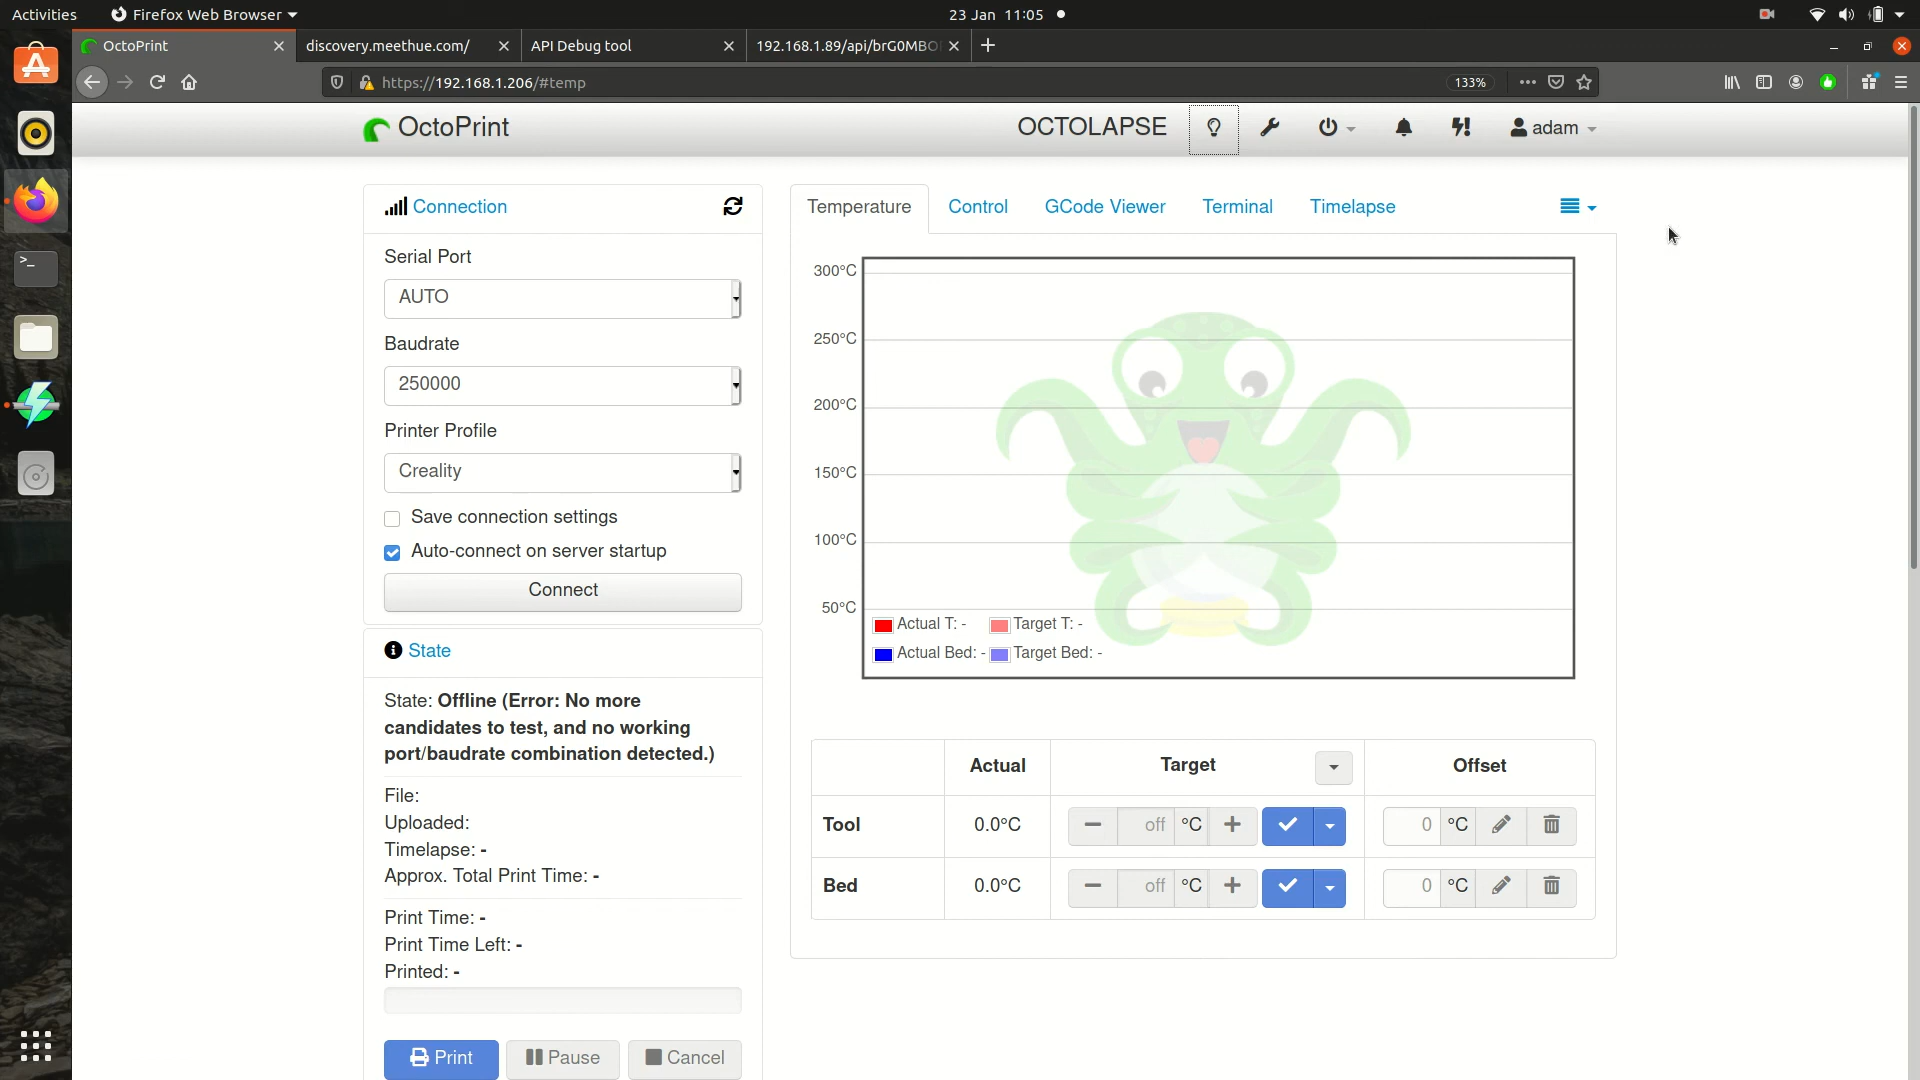 Activities
Firefox Web Browser
23 Jan 11:05
OctoPrint
discovery.meethue.com/
API Debug tool
192.168.1.89/api/brG0MBO
https://192.168.1.206/#temp
133%
OctoPrint
OCTOLAPSE
adam
Connection
Serial Port
AUTO
Baudrate
250000
Printer Profile
Creality
Save connection settings
Auto-connect on server startup
Connect
State
State: Offline (Error: No more
candidates to test, and no working
port/baudrate combination detected.)
File:
Uploaded:
Timelapse: -
Approx. Total Print Time: -
Print Time: -
Print Time Left: -
Printed: -
Print
Pause
Cancel
Temperature
Control
GCode Viewer
Terminal
Timelapse
300°C
250°C
200°C
150°C
100°C
50°C
Actual T: -
Target T: -
Actual Bed: -
Target Bed: -
Actual
Target
Offset
Tool
0.0°C
off °C
0 °C
Bed
0.0°C
off °C
0 °C